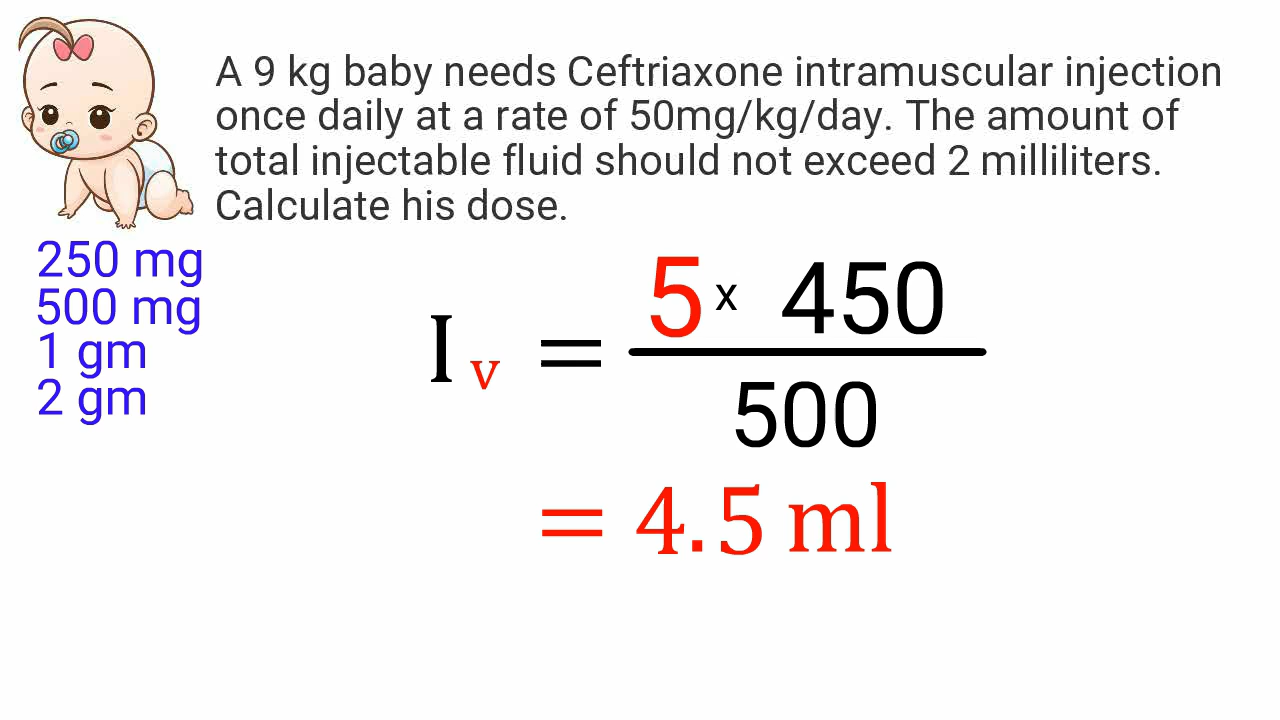 A 9 kg baby needs Ceftriaxone intramuscular injection
once daily at a rate of 50mg/kg/day. The amount of
total injectable fluid should not exceed 2 milliliters.
Calculate his dose.
250 mg
500 mg
1 gm
2 gm
5 x 450
I v =
500
= 4.5 ml